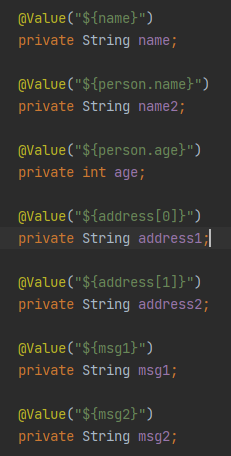 @Value("${name}")
private String name;
@Value("${person.name}")
private String name2;
@Value("${person.age}")
private int age;
@Value("${address[0]}")
private String address1;
@Value("${address[1]}")
private String address2;
@Value("${msg1}")
private String msg1;
@Value("${msg2}")
private String msg2;